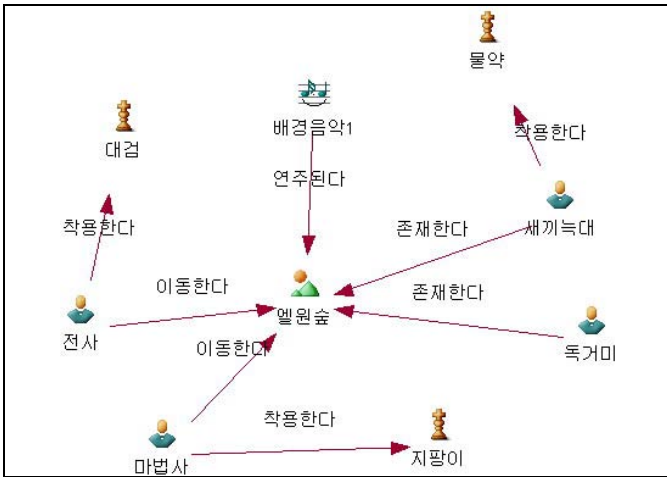 물약
배경음악1
대검
착용한다
연주된다
새끼늑대
착용한다
존재한다
이동한다
존재한다
엘원숲
전사
이동한다
독거미
착용한다
마법사
지팡이